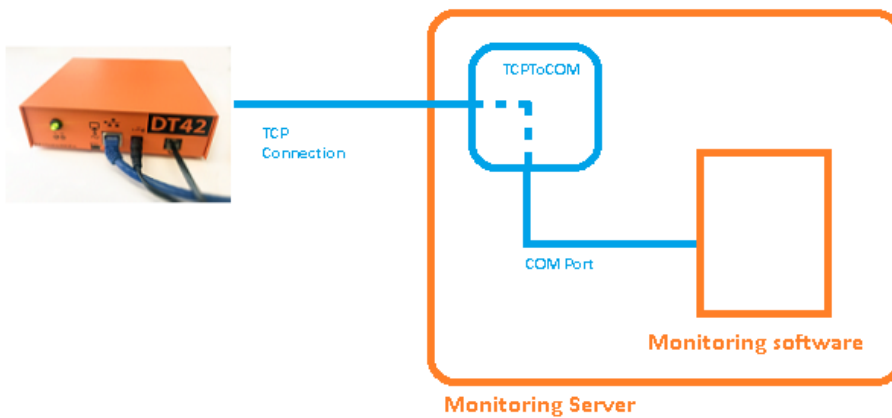 DT42
TCPToCOM
TCP
Connection
COM Port
Monitoring software
Monitoring Server